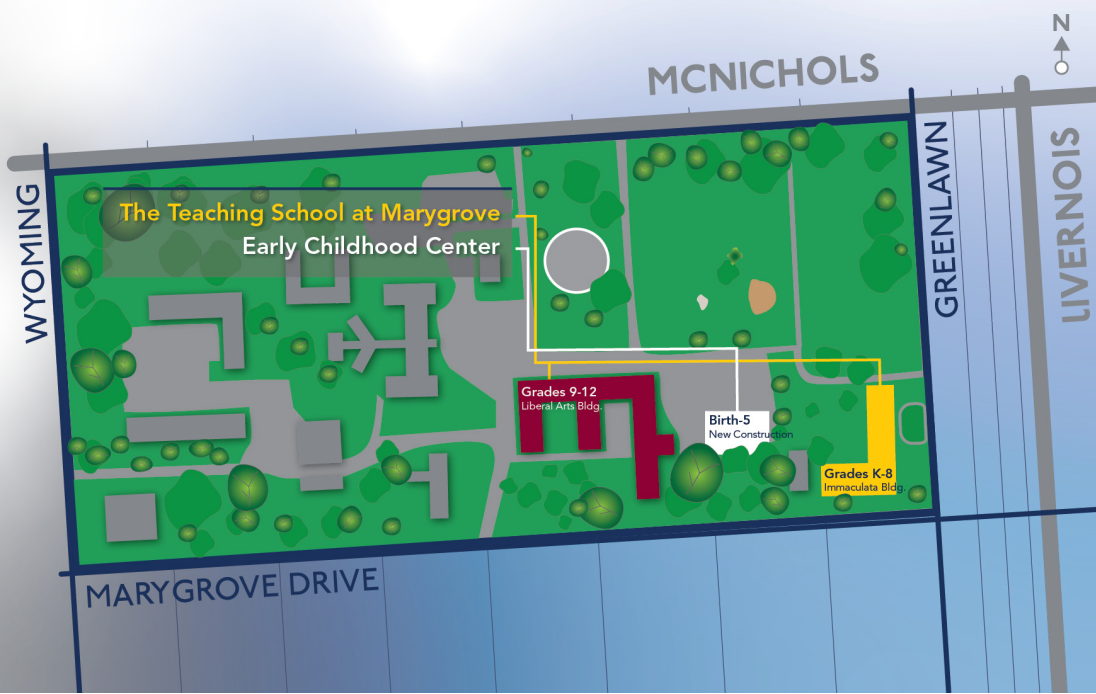 N
MCNICHOLS
WYOMING
GREENLAWN
LIVERNOIS
The Teaching School at Marygrove
Early Childhood Center
Grades 9-12
Liberal Arts Bldg.
Birth-5
New Construction
Grades K-8
Immaculata Bldg.
MARYGROVE DRIVE